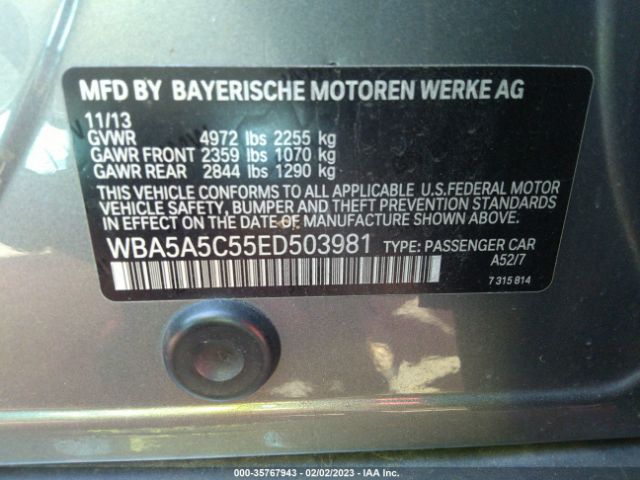 MFD BY BAYERISCHE MOTOREN WERKE AG
11/13
GVWR 4972 lbs 2255 kg
GAWR FRONT 2359 lbs 1070 kg
GAWR REAR 2844 lbs 1290 kg
THIS VEHICLE CONFORMS TO ALL APPLICABLE U.S.FEDERAL MOTOR
VEHICLE SAFETY, BUMPER AND THEFT PREVENTION STANDARDS
IN EFFECT ON THE DATE OF MANUFACTURE SHOWN ABOVE.
WBA5A5C55ED503981 TYPE: PASSENGER CAR
A52/7
7 315 814
000-35767943 - 02/02/2023 - IAA Inc.